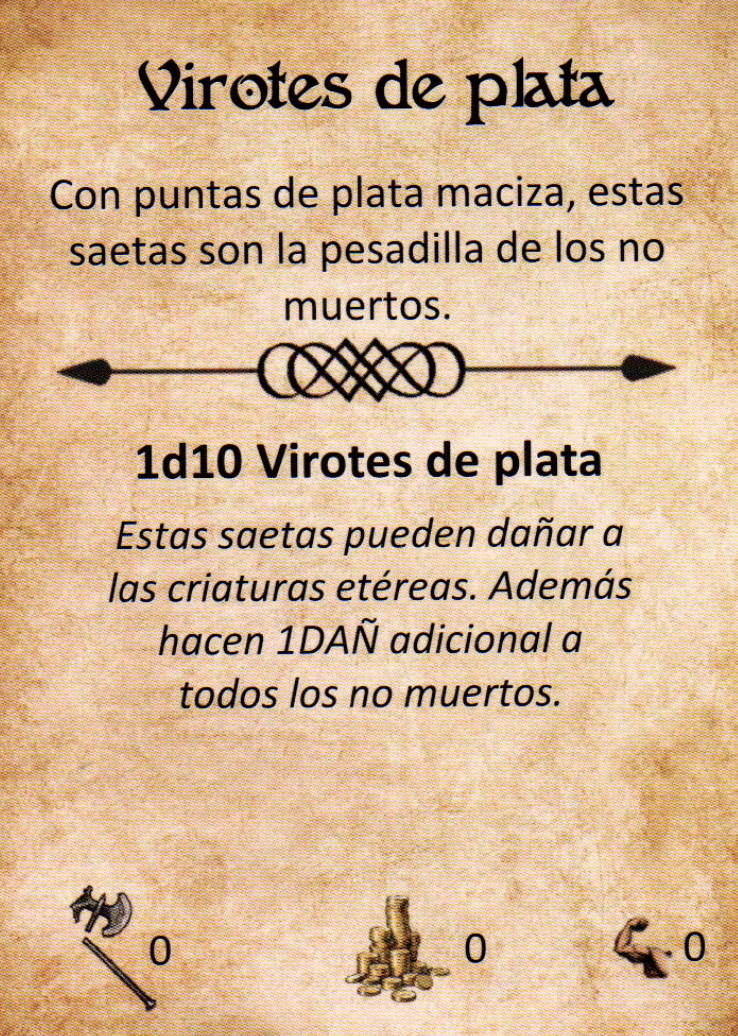 Virotes de plata
Con puntas de plata maciza, estas
saetas son la pesadilla de los no
muertos.
1d10 Virotes de plata
Estas saetas pueden dañar a
las criaturas etéreas. Además
hacen 1DAÑ adicional a
todos los no muertos.
0 0 0